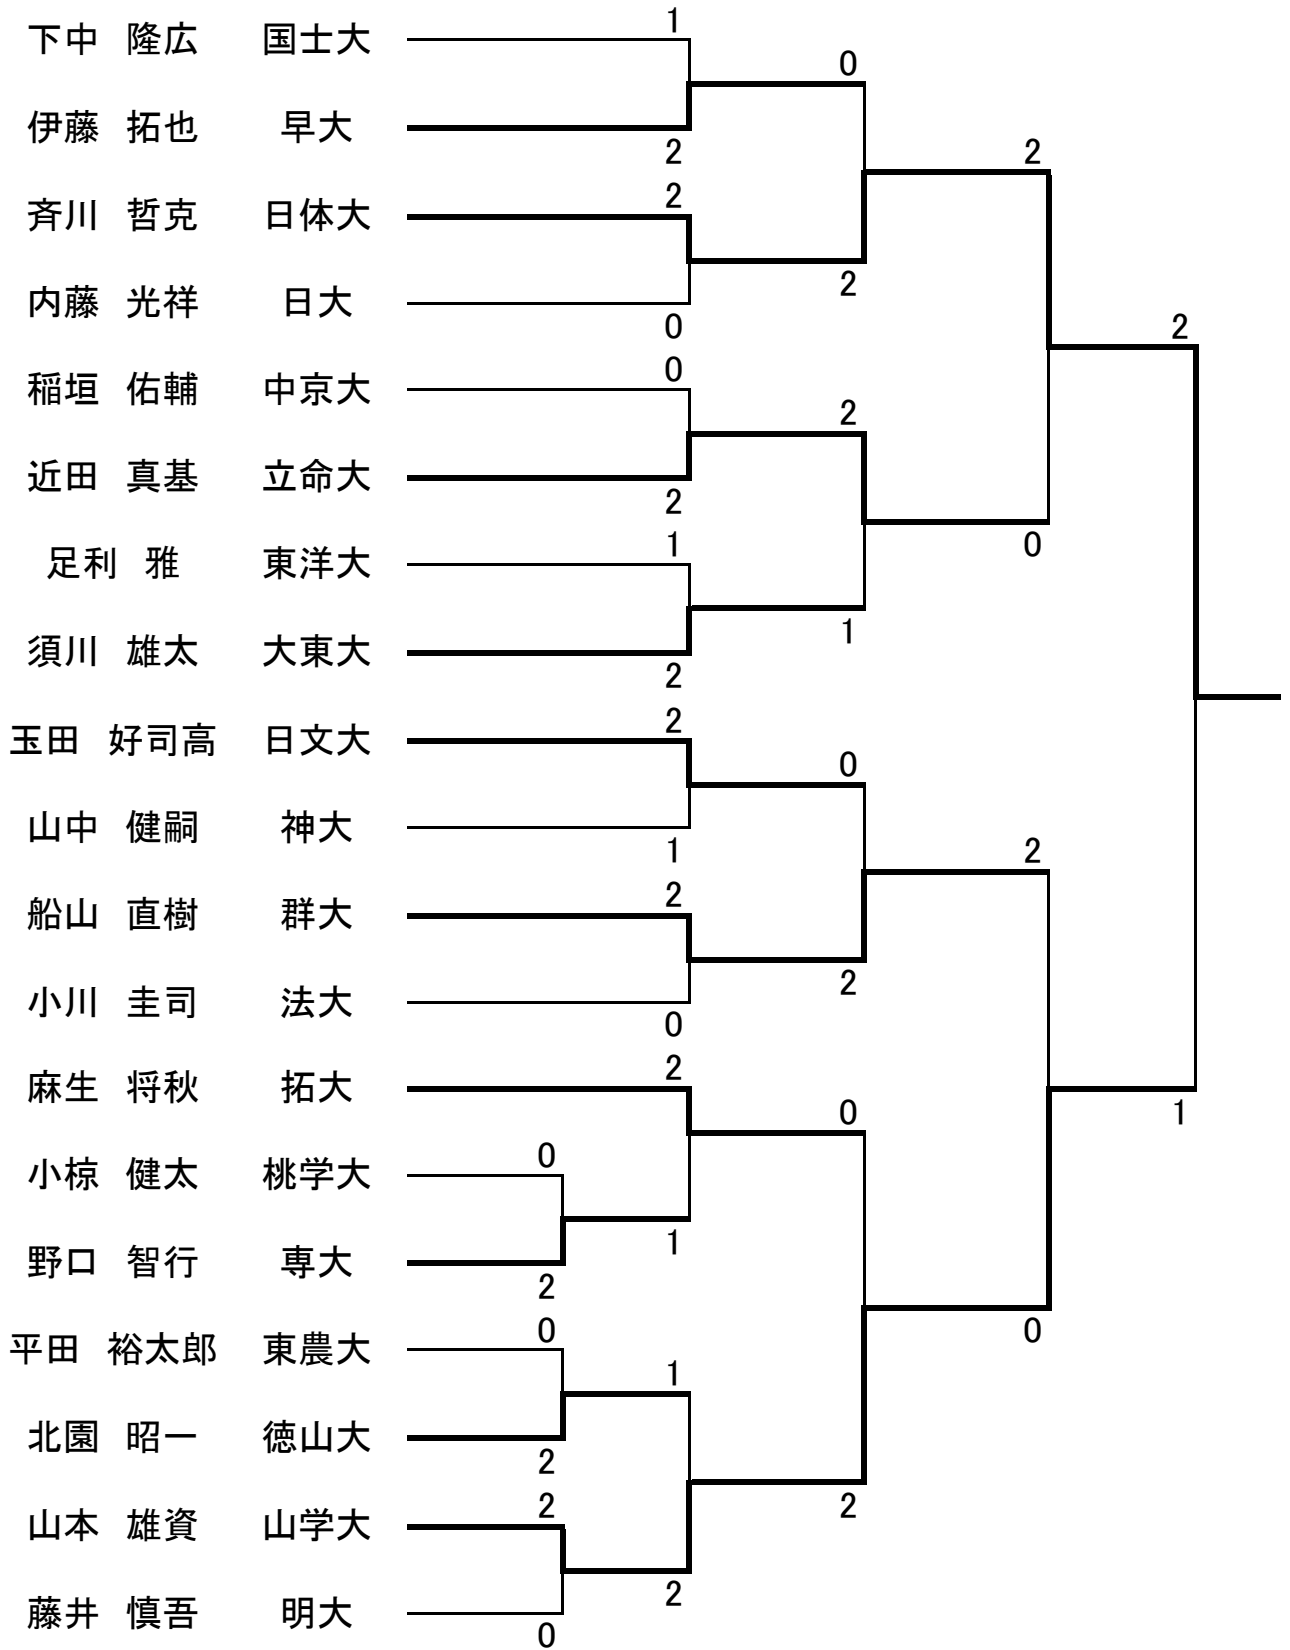 1
下中 隆広 国士大
0
伊藤 拓也 早大
2
2
2
斉川 哲克 日体大
2
内藤 光祥 日大
0
2
0
稲垣 佑輔 中京大
2
近田 真基 立命大
2
1
0
足利 雅 東洋大
1
須川 雄太 大東大
2
2
玉田 好司高 日文大
0
山中 健嗣 神大
1
2
2
船山 直樹 群大
2
小川 圭司 法大
0
2
麻生 将秋 拓大
0
1
0
小椋 健太 桃学大
1
野口 智行 専大
2
0
0
平田 裕太郎 東農大
1
北園 昭一 徳山大
2
2
2
山本 雄資 山学大
2
藤井 慎吾 明大
0